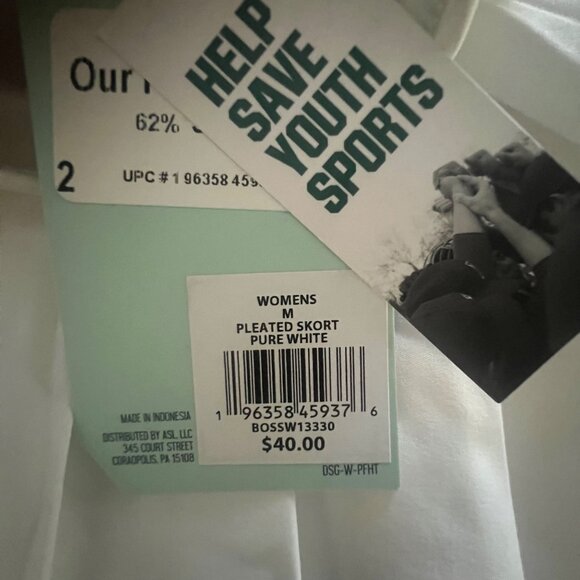 HELP
SAVE
YOUTH
SPORTS
Our
62%
2
UPC # 1 96358 459
WOMENS
M
PLEATED SKORT
PURE WHITE
1 96358 45937 6
BOSSW13330
$40.00
MADE IN INDONESIA
DISTRIBUTED BY ASL, LLC
345 COURT STREET
CORAOPOLIS, PA 15108
DSG-W-PFHT